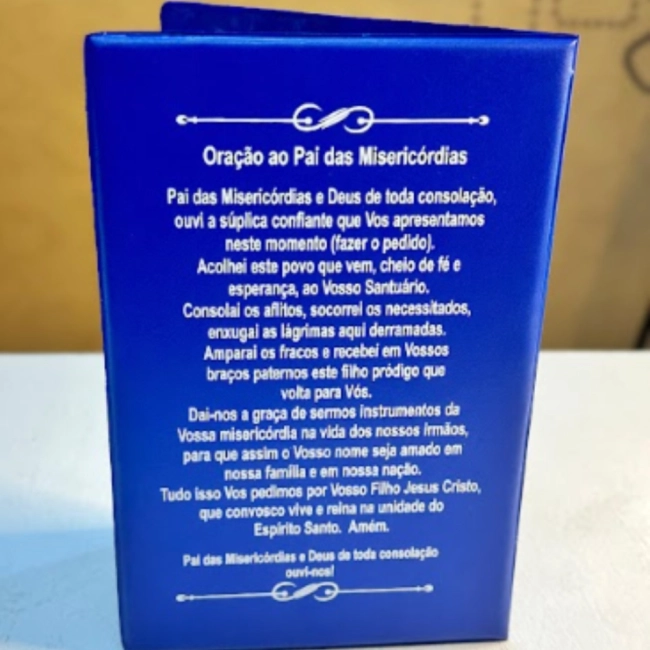 Oração ao Pai das Misericórdias
Pai das Misericórdias e Deus de toda consolação,
ouvi a súplica confiante que Vos apresentamos
neste momento (fazer o pedido).
Acolhei este povo que vem, cheio de fé e
esperança, ao Vosso Santuário.
Consolai os aflitos, socorrei os necessitados,
enxugai as lágrimas aqui derramadas.
Amparai os fracos e recebei em Vossos
braços paternos este filho pródigo que
volta para Vós.
Dai-nos a graça de sermos instrumentos da
Vossa misericórdia na vida dos nossos irmãos,
para que assim o Vosso nome seja amado em
nossa família e em nossa nação.
Tudo isso Vos pedimos por Vosso Filho Jesus Cristo,
que convosco vive e reina na unidade do
Espírito Santo. Amém.
Pai das Misericórdias e Deus de toda consolação
ouvi-nos!